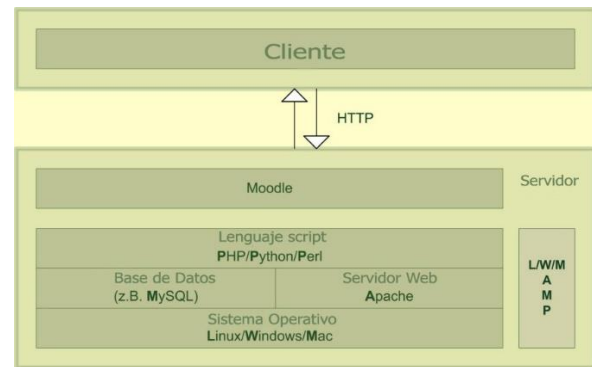 Cliente
HTTP
Moodle
Servidor
Lenguaje script
PHP/Python/Perl
Base de Datos
(z.B. MySQL)
Servidor Web
Apache
Sistema Operativo
Linux/Windows/Mac
L/W/M
A
M
P